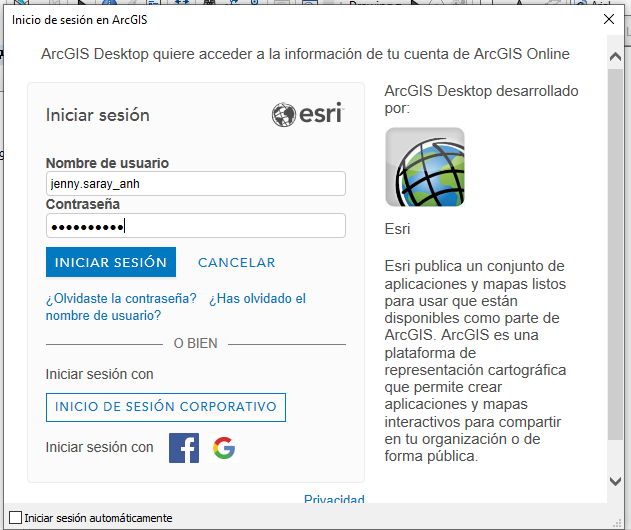 Inicio de sesión en ArcGIS
ArcGIS Desktop quiere acceder a la información de tu cuenta de ArcGIS Online
Iniciar sesión
esri
Nombre de usuario
jenny.saray_anh
Contraseña
●●●●●●●●●●
INICIAR SESIÓN CANCELAR
¿Olvidaste la contraseña? ¿Has olvidado el
nombre de usuario?
O BIEN
Iniciar sesión con
INICIO DE SESIÓN CORPORATIVO
Iniciar sesión con
ArcGIS Desktop desarrollado
por:
Esri
Esri publica un conjunto de
aplicaciones y mapas listos
para usar que están
disponibles como parte de
ArcGIS. ArcGIS es una
plataforma de
representación cartográfica
que permite crear
aplicaciones y mapas
interactivos para compartir
en tu organización o de
forma pública.
Privacidad
Iniciar sesión automáticamente